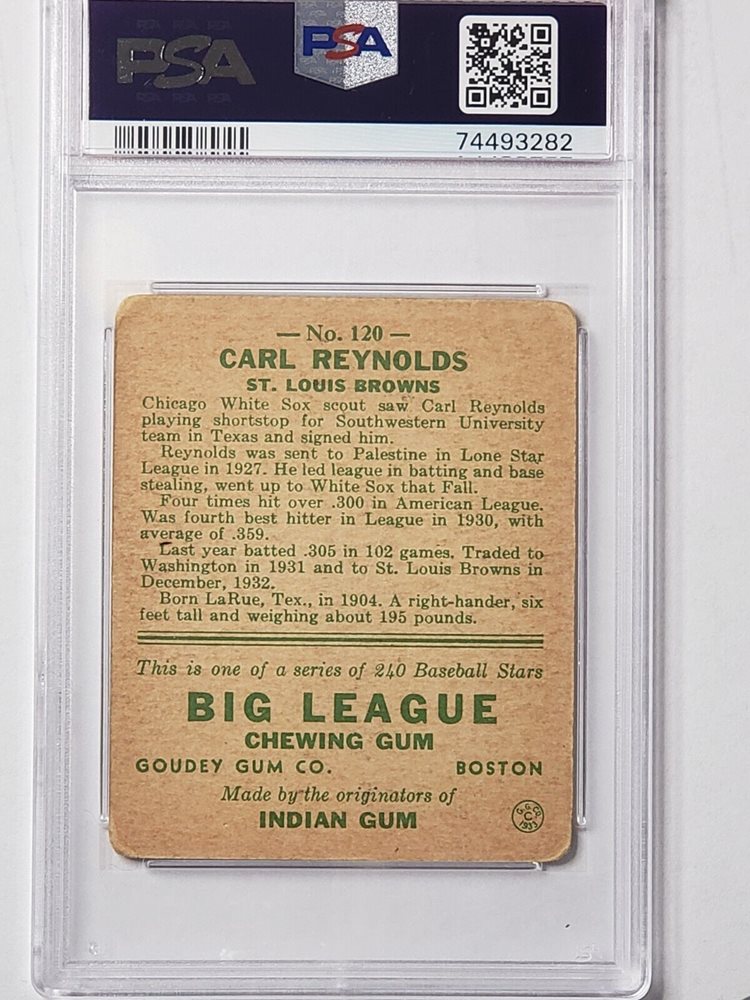 PSA
PSA
74493282
— No. 120 —
CARL REYNOLDS
ST. LOUIS BROWNS
Chicago White Sox scout saw Carl Reynolds
playing shortstop for Southwestern University
team in Texas and signed him.
Reynolds was sent to Palestine in Lone Star
League in 1927. He led league in batting and base
stealing, went up to White Sox that Fall.
Four times hit over .300 in American League.
Was fourth best hitter in League in 1930, with
average of .359.
Last year batted .305 in 102 games. Traded to
Washington in 1931 and to St. Louis Browns in
December, 1932.
Born LaRue, Tex., in 1904. A right-hander, six
feet tall and weighing about 195 pounds.
This is one of a series of 240 Baseball Stars
BIG LEAGUE
CHEWING GUM
GOUDEY GUM CO. BOSTON
Made by the originators of
INDIAN GUM
G.G.CO.
C
1933